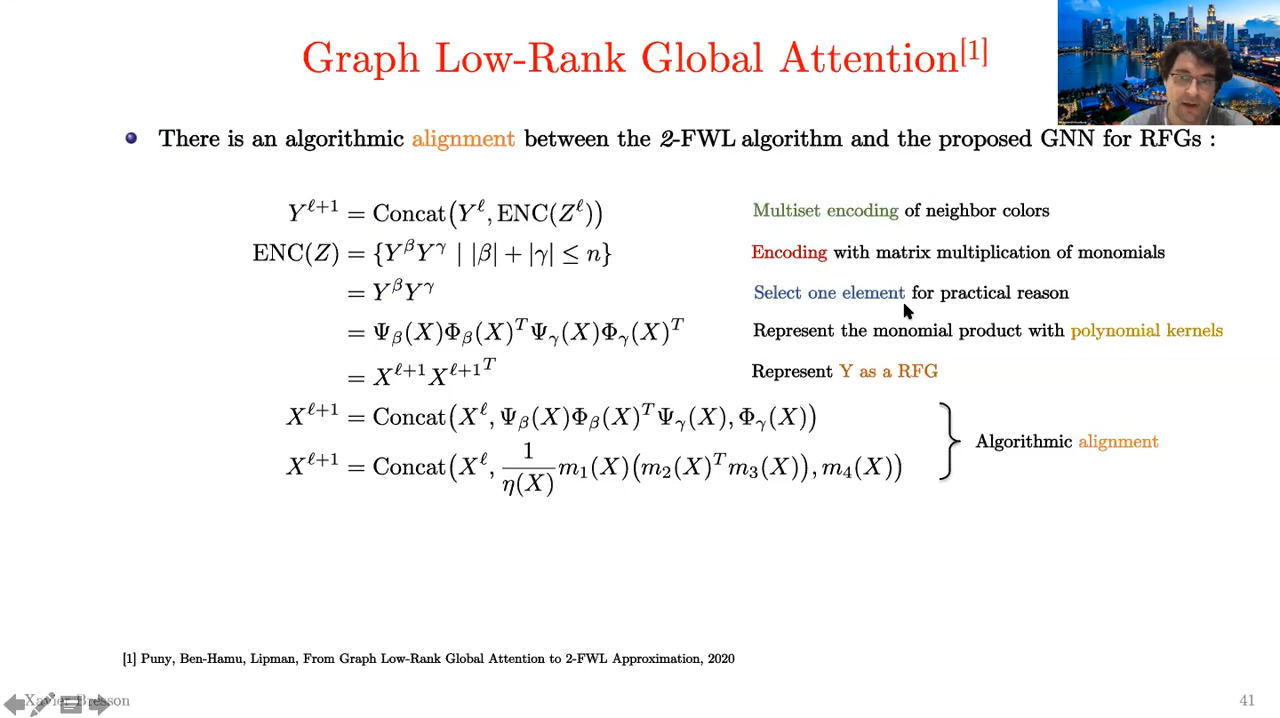 Graph Low-Rank Global Attention[1]
There is an algorithmic alignment between the 2-FWL algorithm and the proposed GNN for RFGs :
Y^{ℓ+1} = Concat(Y^ℓ, ENC(Z^ℓ)) Multiset encoding of neighbor colors
ENC(Z) = {Y^β Y^γ | |β| + |γ| ≤ n} Encoding with matrix multiplication of monomials
= Y^β Y^γ Select one element for practical reason
= Ψ_β(X)Φ_β(X)^T Ψ_γ(X)Φ_γ(X)^T Represent the monomial product with polynomial kernels
= X^{ℓ+1} X^{ℓ+1^T} Represent Y as a RFG
X^{ℓ+1} = Concat(X^ℓ, Ψ_β(X)Φ_β(X)^T Ψ_γ(X), Φ_γ(X))
Algorithmic alignment
X^{ℓ+1} = Concat(X^ℓ, \frac{1}{η(X)} m_1(X)(m_2(X)^T m_3(X)), m_4(X))
[1] Puny, Ben-Hamu, Lipman, From Graph Low-Rank Global Attention to 2-FWL Approximation, 2020
Xavier Bresson 41